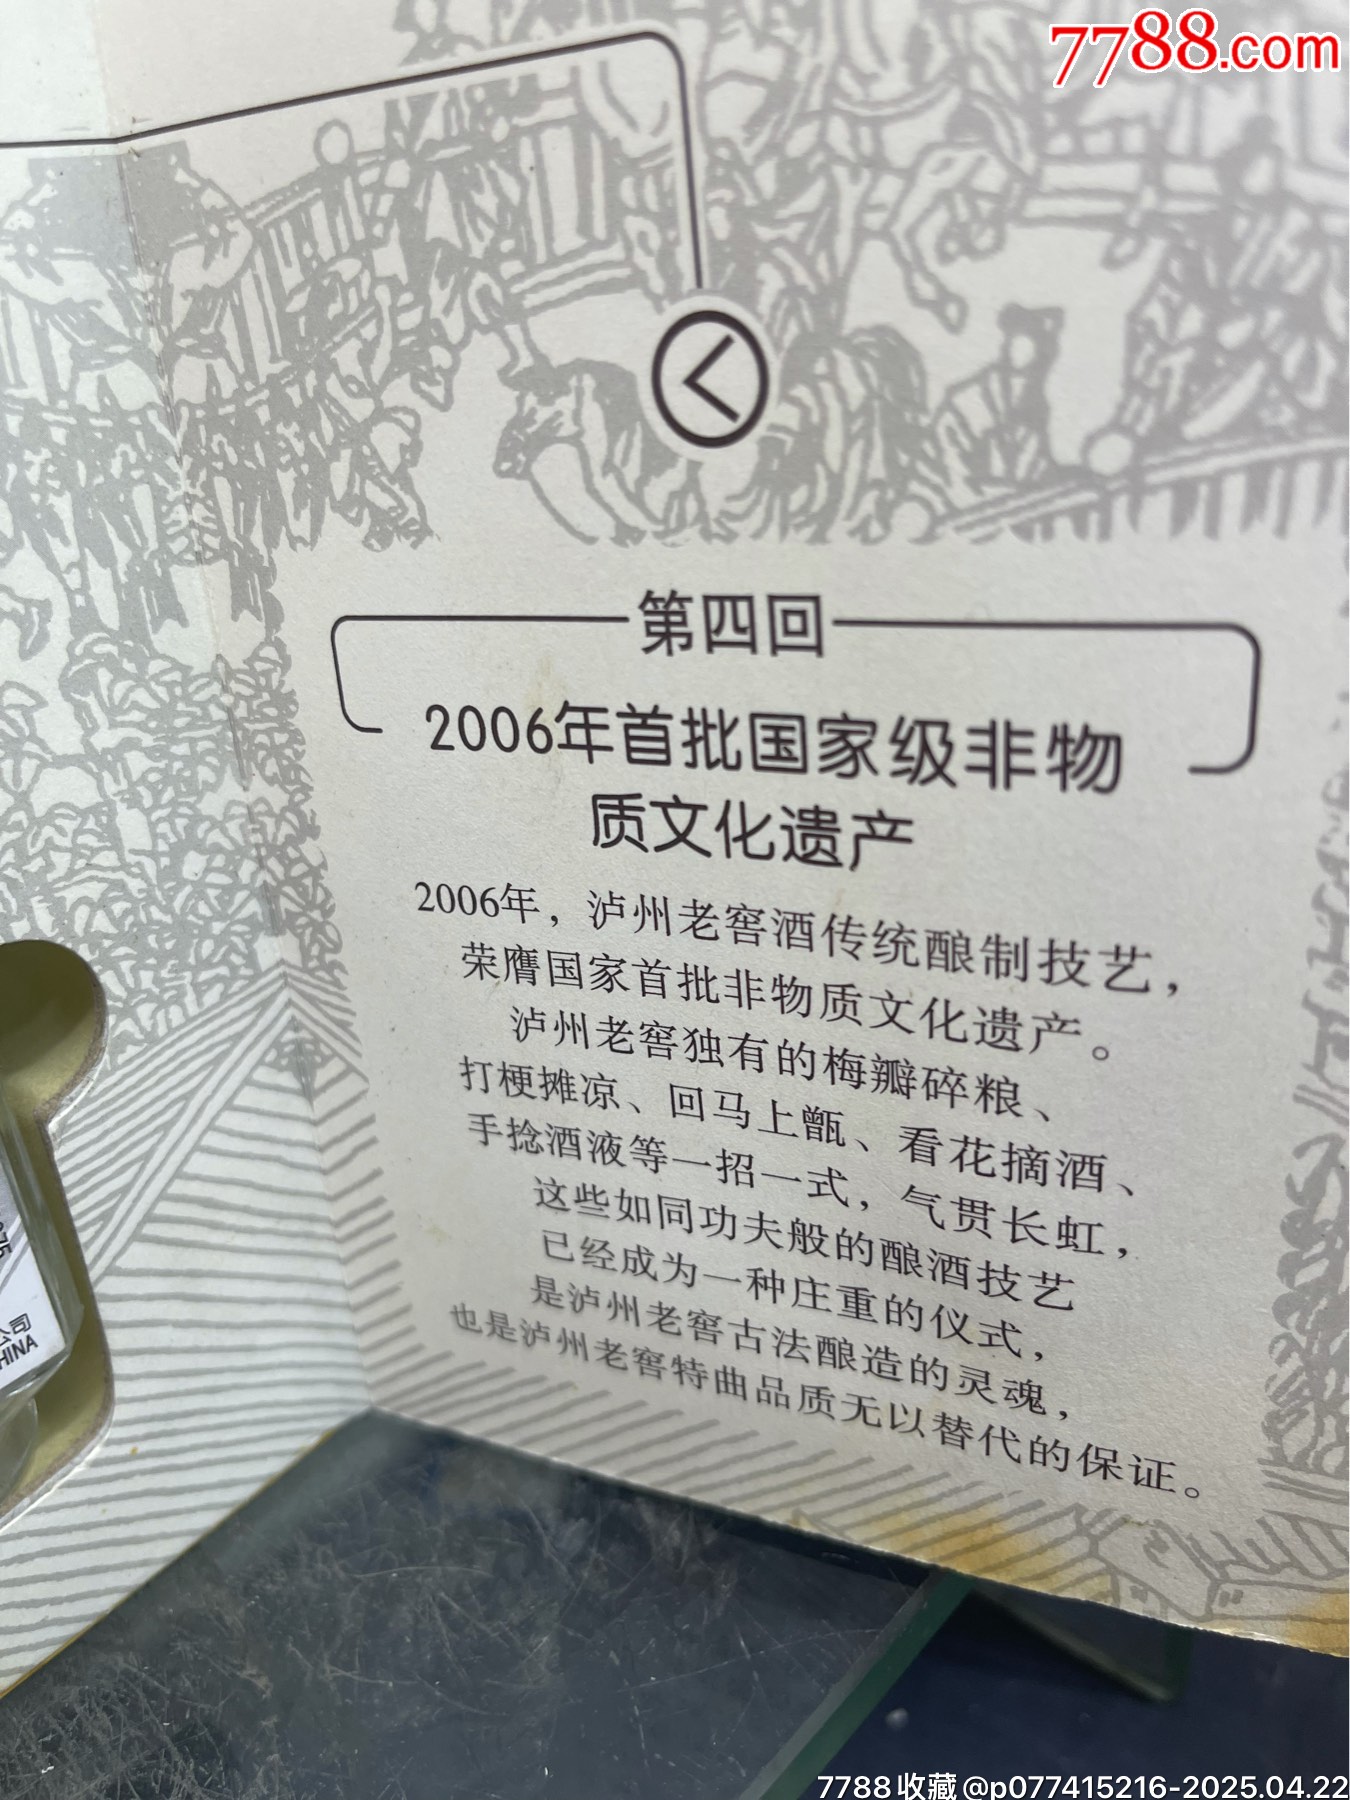 7788.com
第四回
2006年首批国家级非物
质文化遗产
2006年，泸州老窖酒传统酿制技艺，
荣膺国家首批非物质文化遗产。
泸州老窖独有的梅瓣碎粮、
打梗摊凉、回马上甑、看花摘酒、
手捻酒液等一招一式，气贯长虹，
这些如同功夫般的酿酒技艺
已经成为一种庄重的仪式，
是泸州老窖古法酿造的灵魂，
也是泸州老窖特曲品质无以替代的保证。
公司
HINA
7788收藏@p077415216-2025.04.22